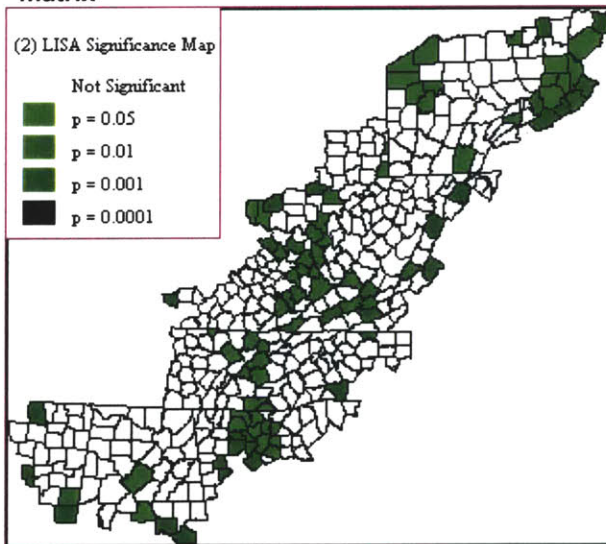 (2) LISA Significance Map
Not Significant
p = 0.05
p = 0.01
p = 0.001
p = 0.0001